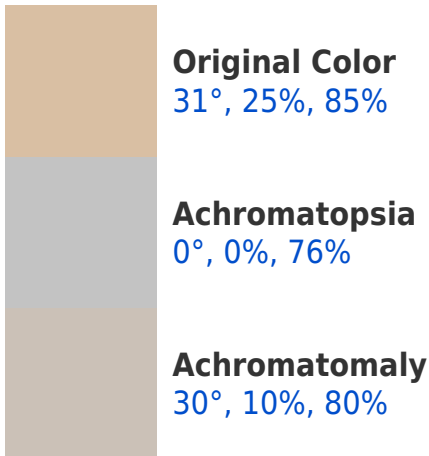 Original Color
31°, 25%, 85%
Achromatopsia
0°, 0%, 76%
Achromatomaly
30°, 10%, 80%